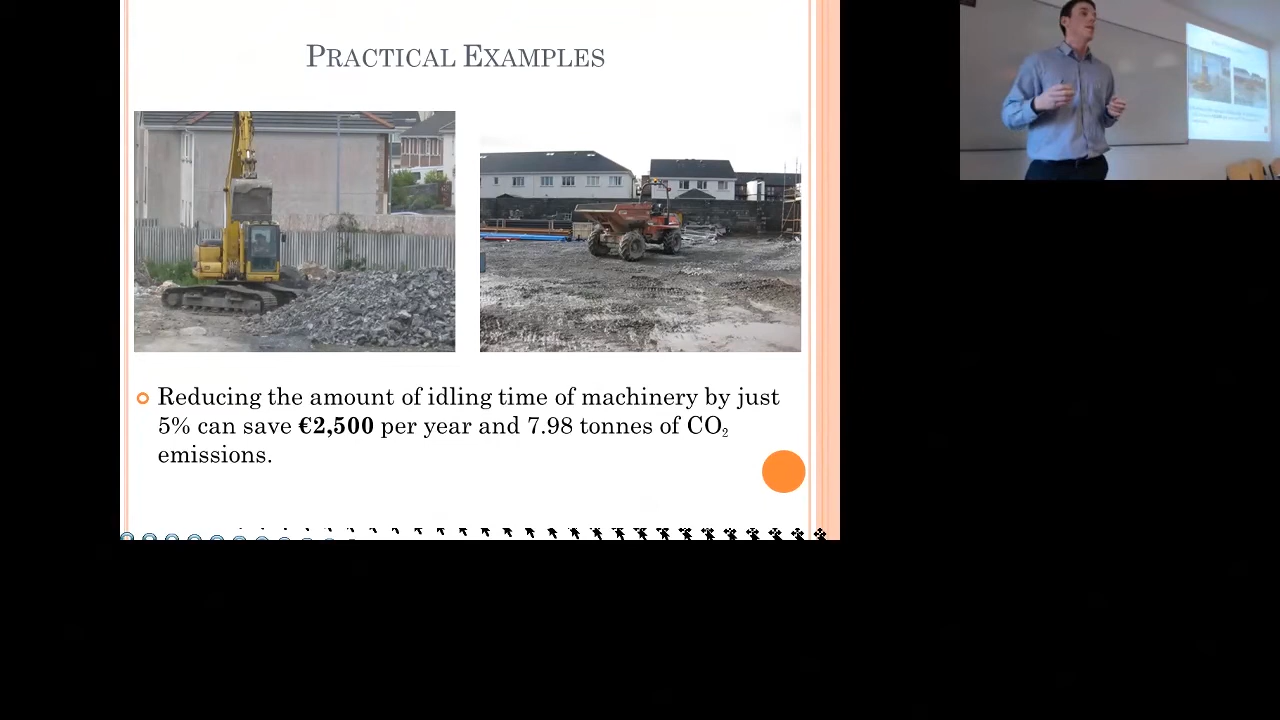 PRACTICAL EXAMPLES
Reducing the amount of idling time of machinery by just
5% can save €2,500 per year and 7.98 tonnes of CO₂
emissions.